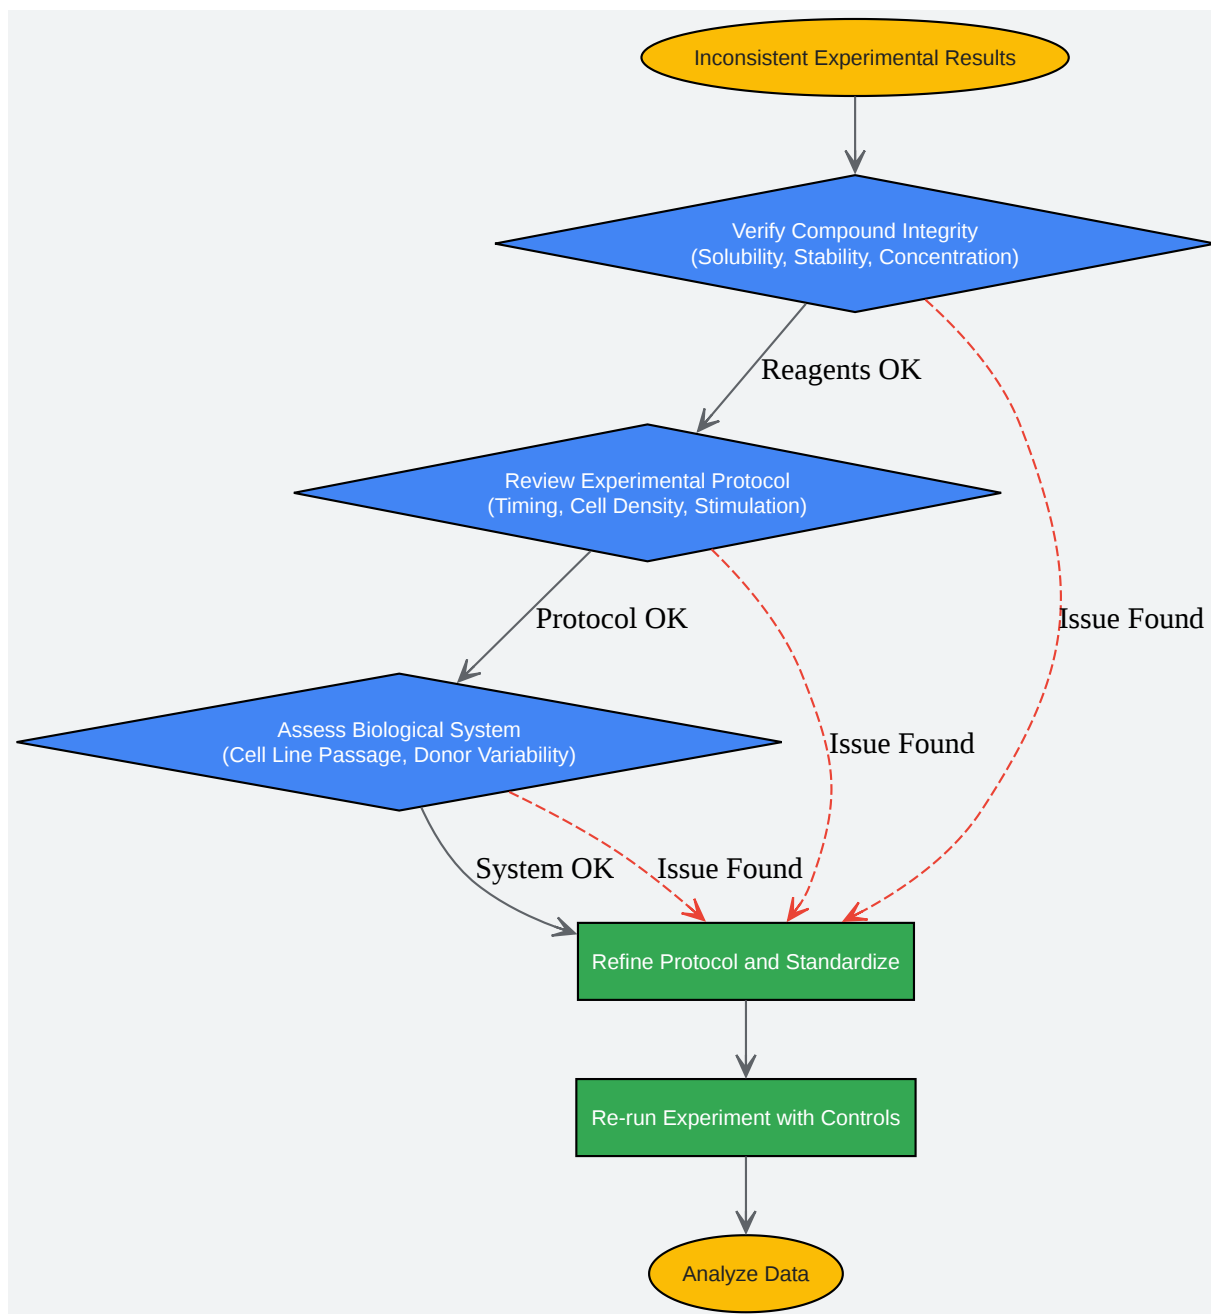 Inconsistent Experimental Results
Verify Compound Integrity
(Solubility, Stability, Concentration)
Reagents OK
Review Experimental Protocol
(Timing, Cell Density, Stimulation)
Protocol OK
Issue Found
Assess Biological System
(Cell Line Passage, Donor Variability)
Issue Found
System OK
Issue Found
Refine Protocol and Standardize
Re-run Experiment with Controls
Analyze Data